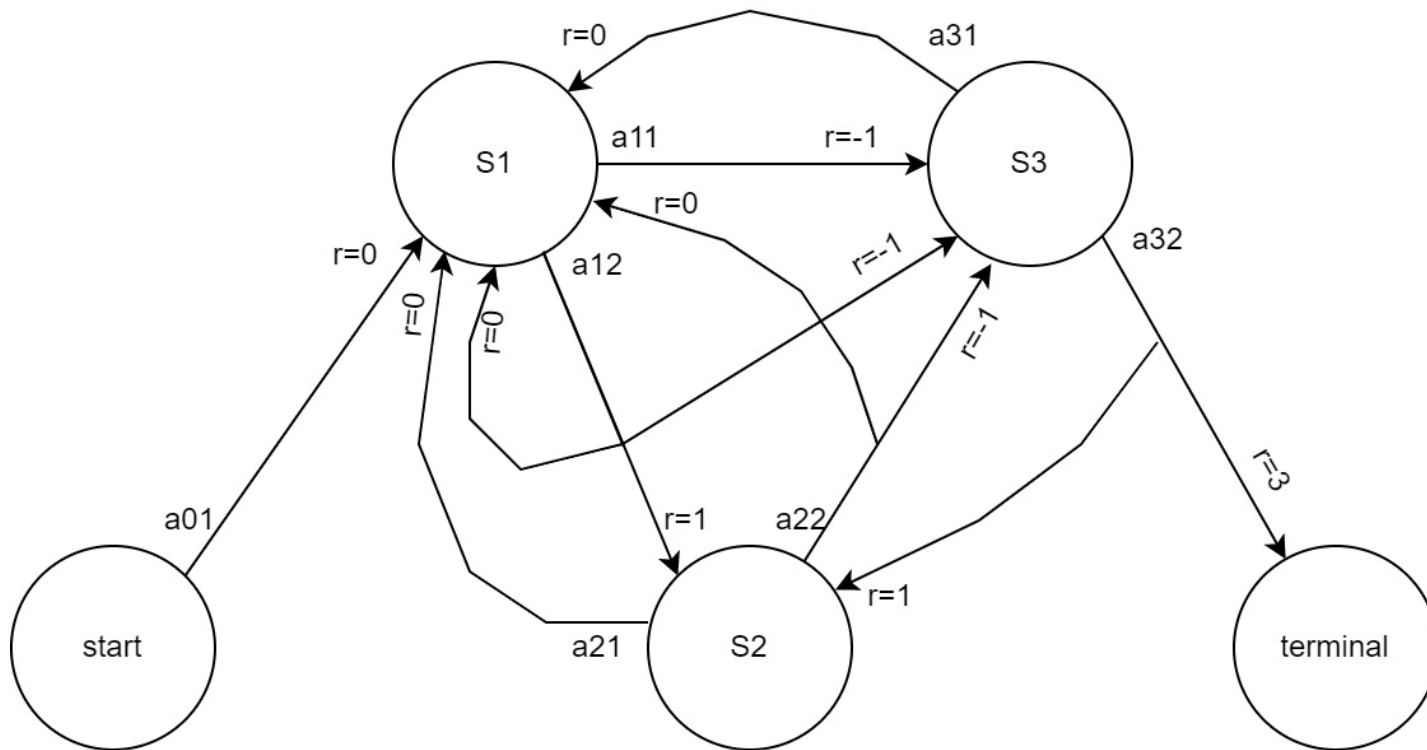 r=0
a31
S1
a11
r=-1
S3
r=0
r=0
a12
r=-1
a32
r=0
r=0
r=-1
r=3
a01
r=1
a22
r=1
start
a21
S2
terminal